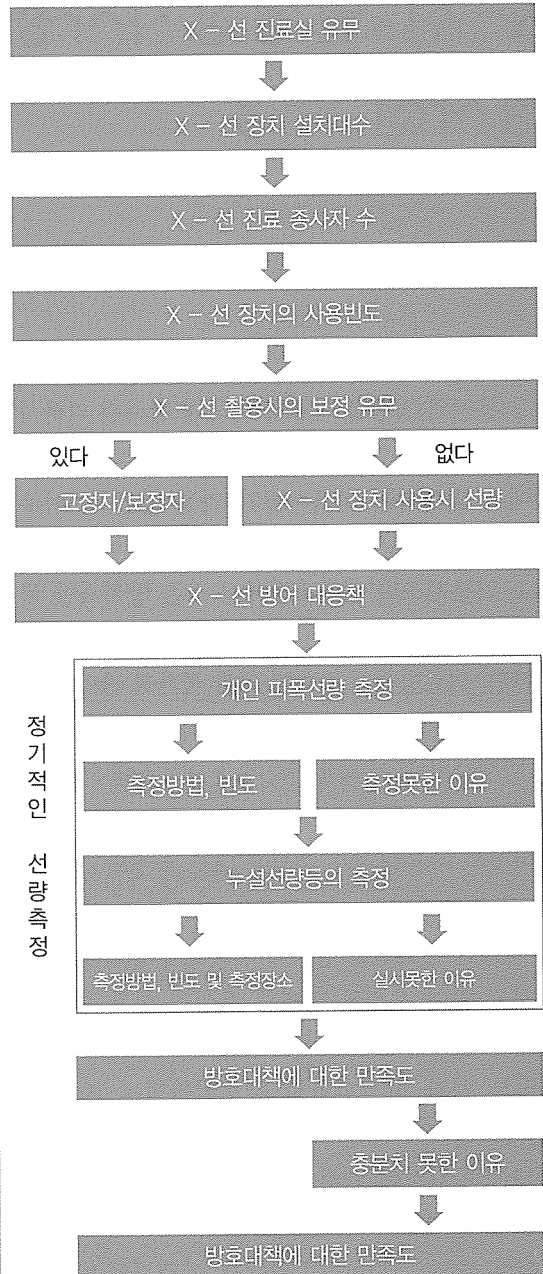 X – 선 진료실 유무
X – 선 장치 설치대수
X – 선 진료 종사자 수
X – 선 장치의 사용빈도
X – 선 촬용시의 보정 유무
있다
없다
고정자/보정자
X – 선 장치 사용시 선량
X – 선 방어 대응책
정기적인 선량측정
개인 피폭선량 측정
측정방법, 빈도
측정못한 이유
누설선량등의 측정
측정방법, 빈도 및 측정장소
실시못한 이유
방호대책에 대한 만족도
충분치 못한 이유
방호대책에 대한 만족도